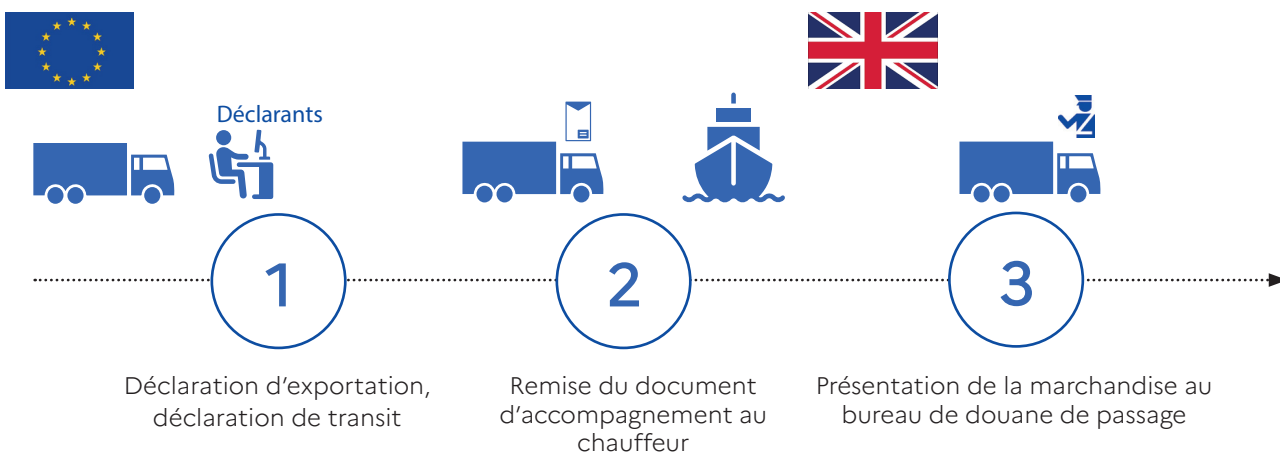 Déclarants
1
2
3
Déclaration d'exportation,
déclaration de transit
Remise du document
d'accompagnement au
chauffeur
Présentation de la marchandise au
bureau de douane de passage